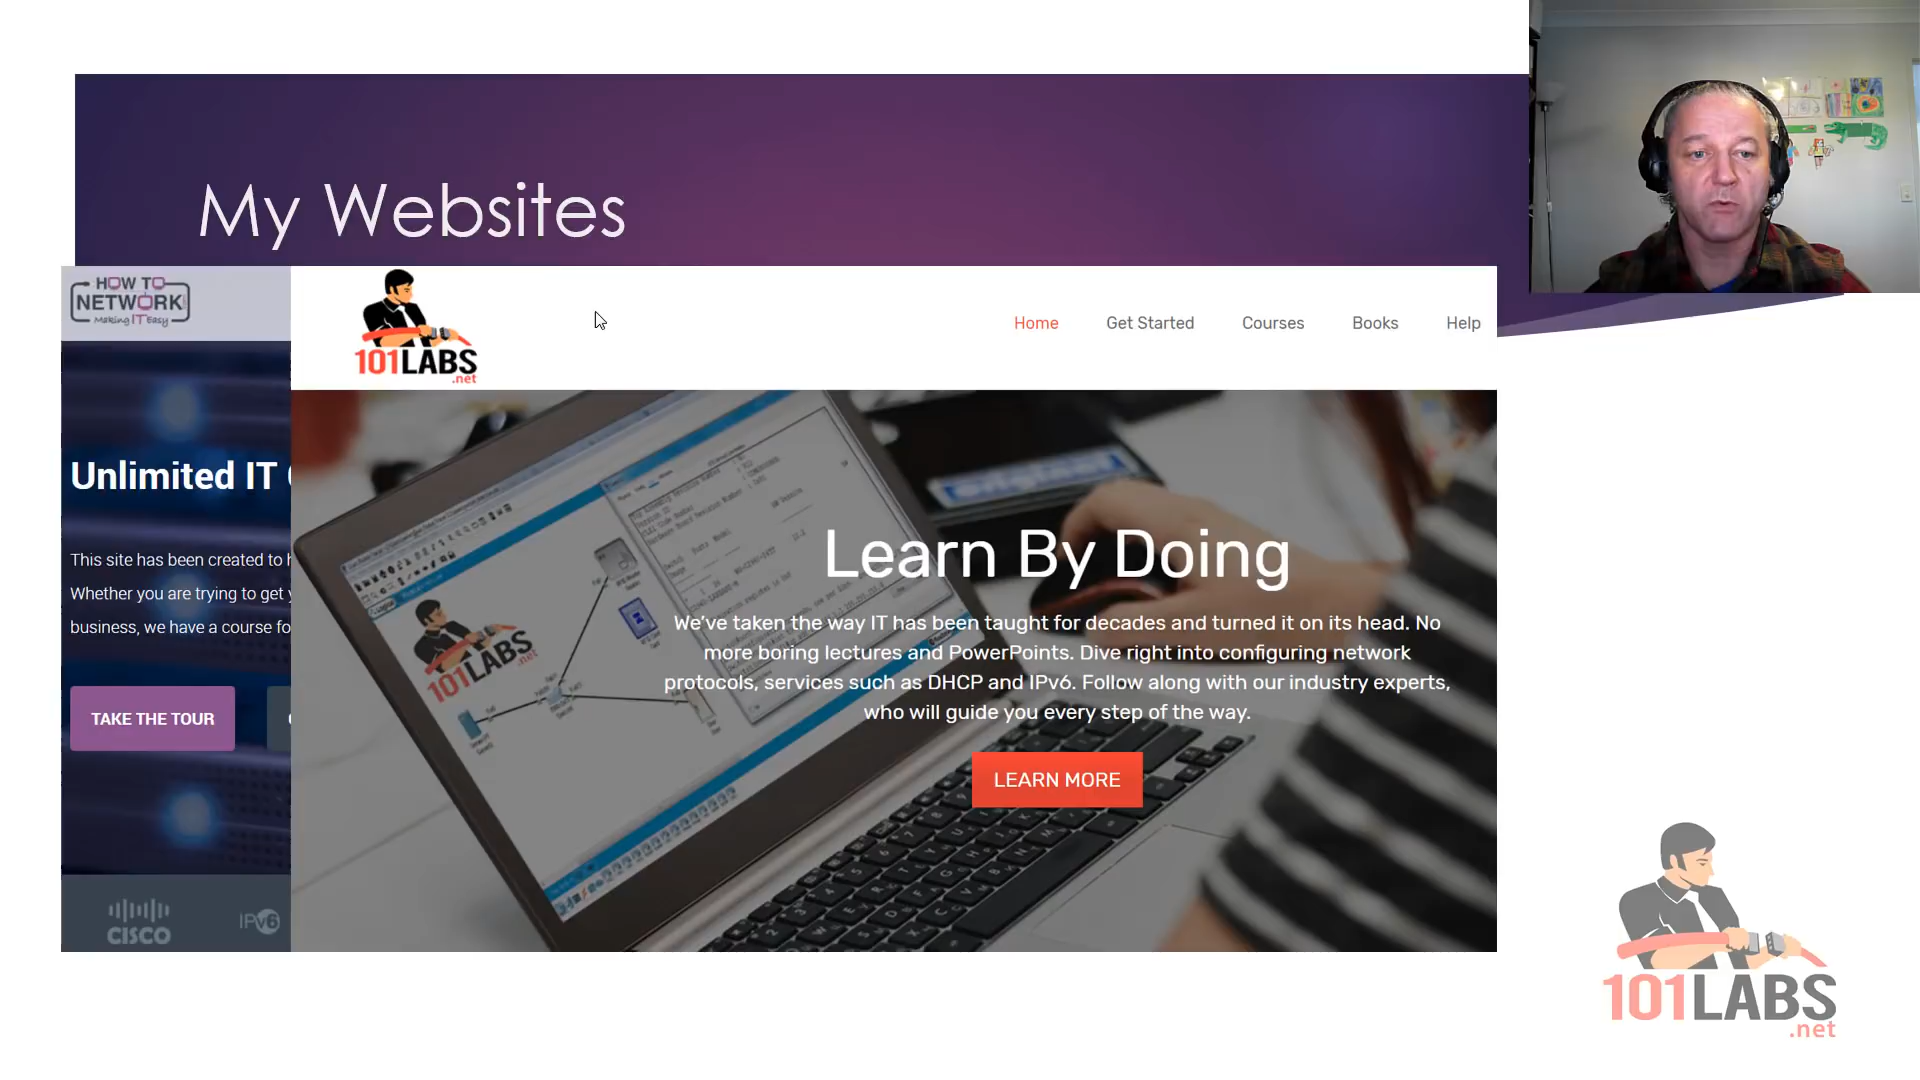 My Websites
HOW TO
NETWORK
Making IT Easy
Unlimited IT
This site has been created to
Whether you are trying to get
business, we have a course fo
TAKE THE TOUR
CISCO
IPv6
101LABS
.net
Home
Get Started
Courses
Books
Help
101LABS
.net
Learn By Doing
We've taken the way IT has been taught for decades and turned it on its head. No
more boring lectures and PowerPoints. Dive right into configuring network
protocols, services such as DHCP and IPv6. Follow along with our industry experts,
who will guide you every step of the way.
LEARN MORE
101LABS
.net